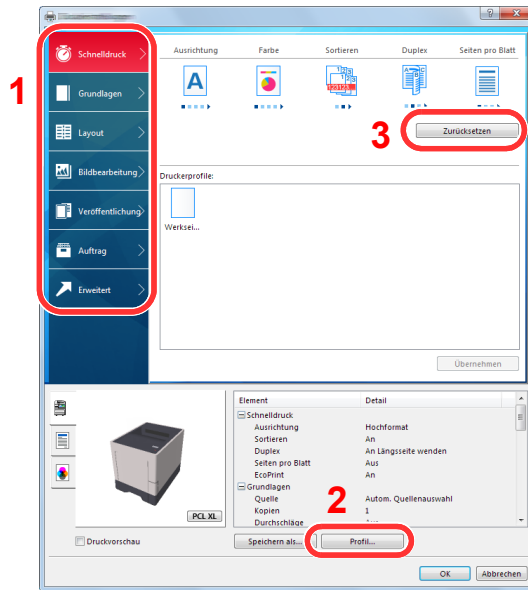 1
Schnelldruck
Grundlagen
Layout
Bildbearbeitung
Veröffentlichung
Auftrag
Erweitert
Ausrichtung Farbe Sortieren Duplex Seiten pro Blatt
A
123 123
A B C
3
Zurücksetzen
Druckerprofile:
Werksei...
Übernehmen
Element Detail
Schnelldruck
Ausrichtung Hochformat
Sortieren An
Duplex An Längsseite wenden
Seiten pro Blatt Aus
EcoPrint An
Grundlagen
Quelle Autom. Quellenauswahl
Kopien 1
Durchschläge
2
PCL XL
Druckvorschau
Speichern als...
Profil...
OK Abbrechen